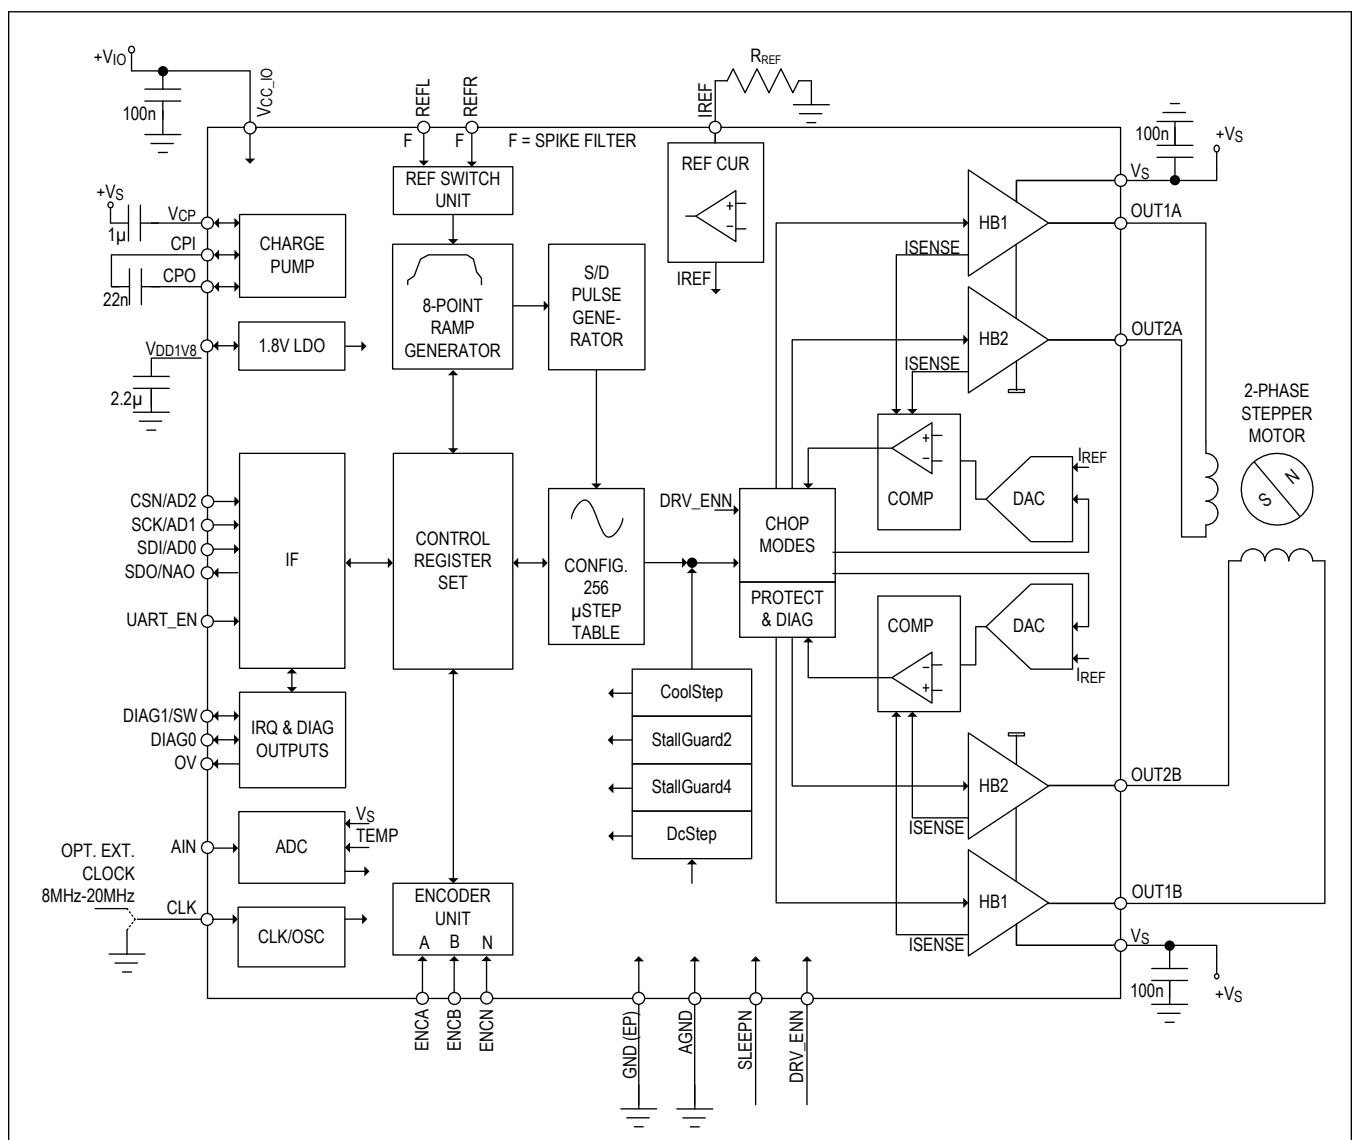 +VIO
100n
VCC_IO
REFL
REFR
F
F
F = SPIKE FILTER
IREF
RREF
100n
+VS
VS
REF SWITCH
UNIT
REF CUR
+
−
IREF
+VS
1µ
VCP
CPI
CPO
22n
CHARGE
PUMP
8-POINT
RAMP
GENERATOR
S/D
PULSE
GENE-
RATOR
HB1
ISENSE
OUT1A
HB2
ISENSE
OUT2A
VDD1V8
2.2µ
1.8V LDO
2-PHASE
STEPPER
MOTOR
S
N
+
−
COMP
DAC
IREF
CSN/AD2
SCK/AD1
SDI/AD0
SDO/NAO
UART_EN
IF
CONTROL
REGISTER
SET
CONFIG.
256
µSTEP
TABLE
DRV_ENN
CHOP
MODES
PROTECT
& DIAG
COMP
−
+
DAC
IREF
DIAG1/SW
DIAG0
OV
IRQ & DIAG
OUTPUTS
CoolStep
StallGuard2
StallGuard4
DcStep
HB2
ISENSE
OUT2B
AIN
ADC
VS
TEMP
OPT. EXT.
CLOCK
8MHz-20MHz
CLK
CLK/OSC
ENCODER
UNIT
A
B
N
HB1
ISENSE
OUT1B
VS
100n
+VS
ENCA
ENCB
ENCN
GND (EP)
AGND
SLEEPN
DRV_ENN